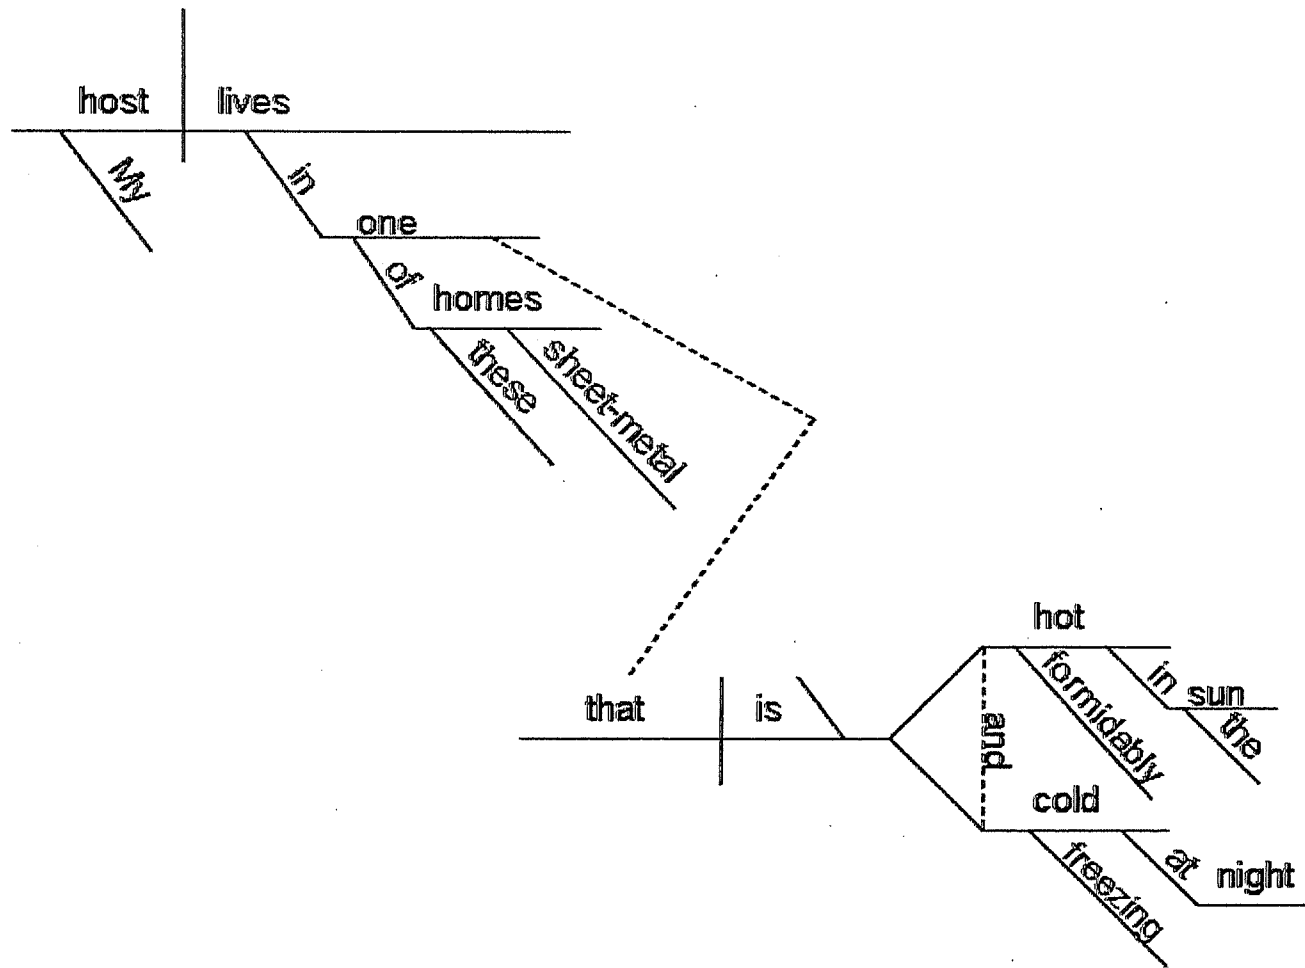 host lives
My
in
one
of
homes
these
sheet-metal
hot
formidably
in
sun
the
that is
and
cold
freezing
at
night